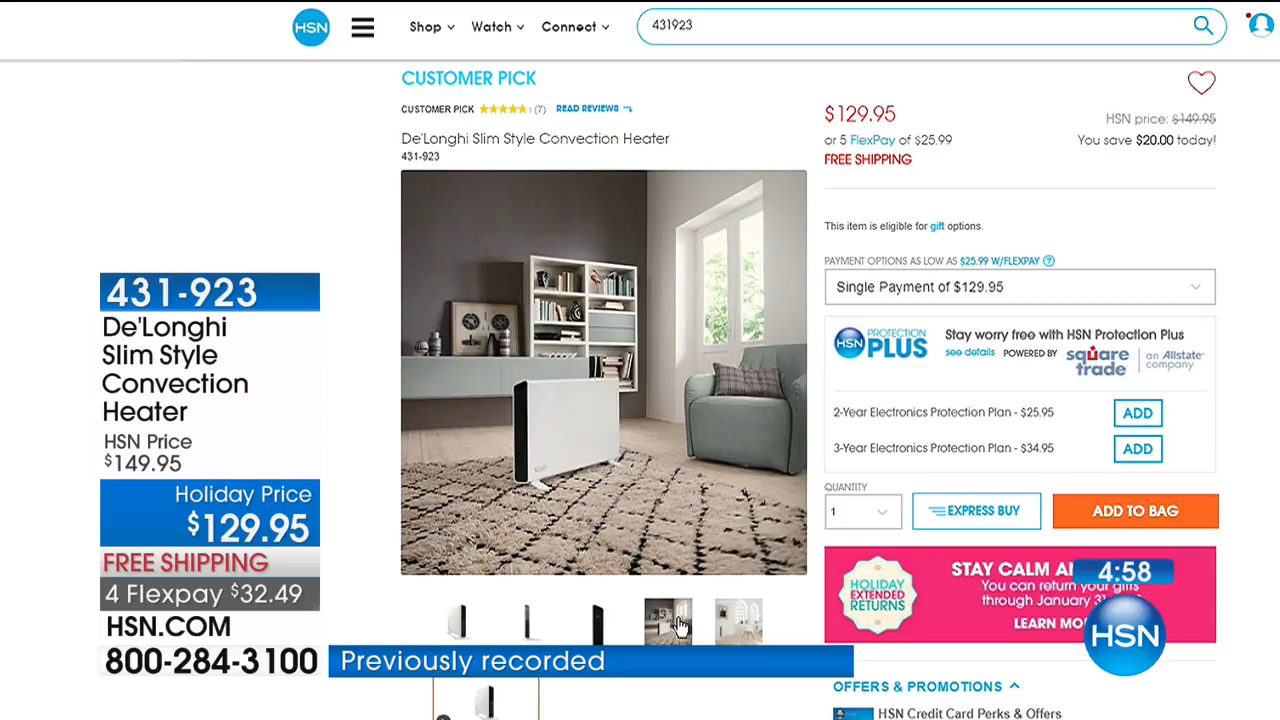 HSN
Shop
Watch
Connect
431923
CUSTOMER PICK
CUSTOMER PICK (7) READ REVIEWS
De'Longhi Slim Style Convection Heater
431-923
$129.95
HSN price: $149.95
or 5 FlexPay of $25.99
You save $20.00 today!
FREE SHIPPING
This item is eligible for gift options.
PAYMENT OPTIONS AS LOW AS $25.99 W/FLEXPAY ?
Single Payment of $129.95
HSN PROTECTION PLUS
Stay worry free with HSN Protection Plus
see details POWERED BY square trade an Allstate company
2-Year Electronics Protection Plan - $25.95 ADD
3-Year Electronics Protection Plan - $34.95 ADD
QUANTITY
1
EXPRESS BUY
ADD TO BAG
HOLIDAY
EXTENDED
RETURNS
STAY CALM
You can return your gifts
through January
LEARN
4:58
HSN
OFFERS & PROMOTIONS
HSN Credit Card Perks & Offers
431-923
De'Longhi
Slim Style
Convection
Heater
HSN Price
$149.95
Holiday Price
$129.95
FREE SHIPPING
4 Flexpay $32.49
HSN.COM
800-284-3100
Previously recorded